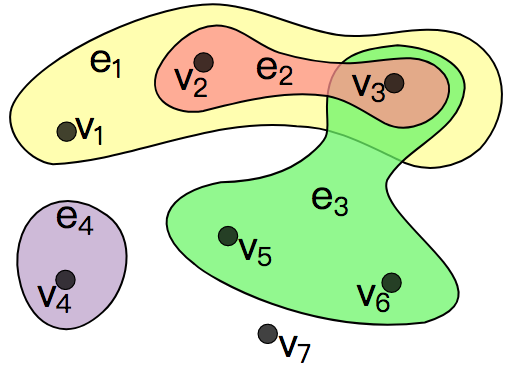 e₁
e₂
v₂
v₃
v₁
e₃
e₄
v₅
v₄
v₆
v₇